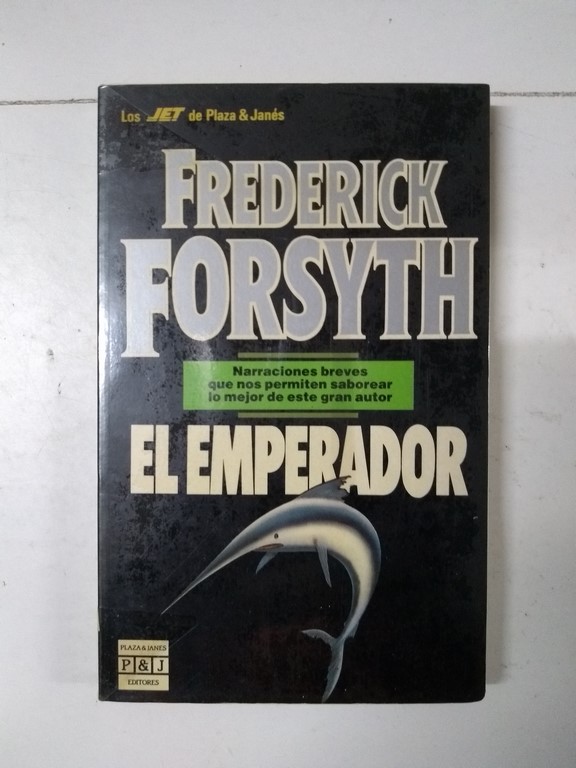 Los JET de Plaza & Janés
FREDERICK
FORSYTH
Narraciones breves
que nos permiten saborear
lo mejor de este gran autor
EL EMPERADOR
PLAZA & JANES
P & J
EDITORES